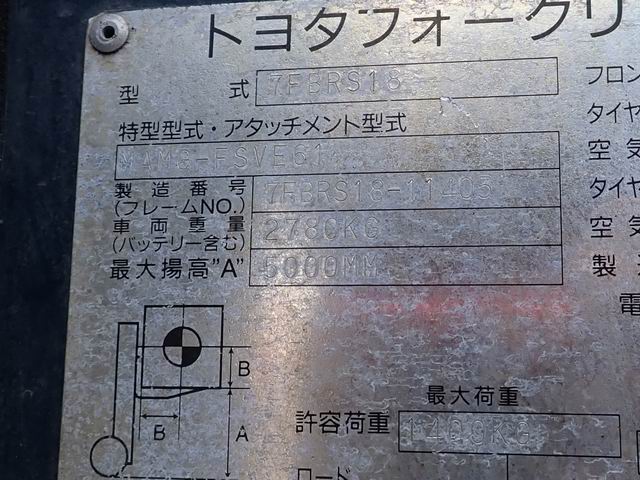 トヨタフォークリ
型 式 7FBRS18
特型型式・アタッチメント型式
MAMS-FSVE61
製造番号 7FBRS18-11405
(フレームNO.)
車両重量 2780KG
(バッテリー含む)
最大揚高"A" 5000MM
フロン
タイヤ
空気
タイヤ
空気
製造
電
B
B
A
最大荷重
許容荷重 1400KG
ロード